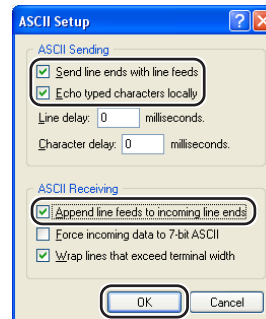 ASCII Setup
ASCII Sending
Send line ends with line feeds
Echo typed characters locally
Line delay: 0 milliseconds.
Character delay: 0 milliseconds.
ASCII Receiving
Append line feeds to incoming line ends
Force incoming data to 7-bit ASCII
Wrap lines that exceed terminal width
OK Cancel